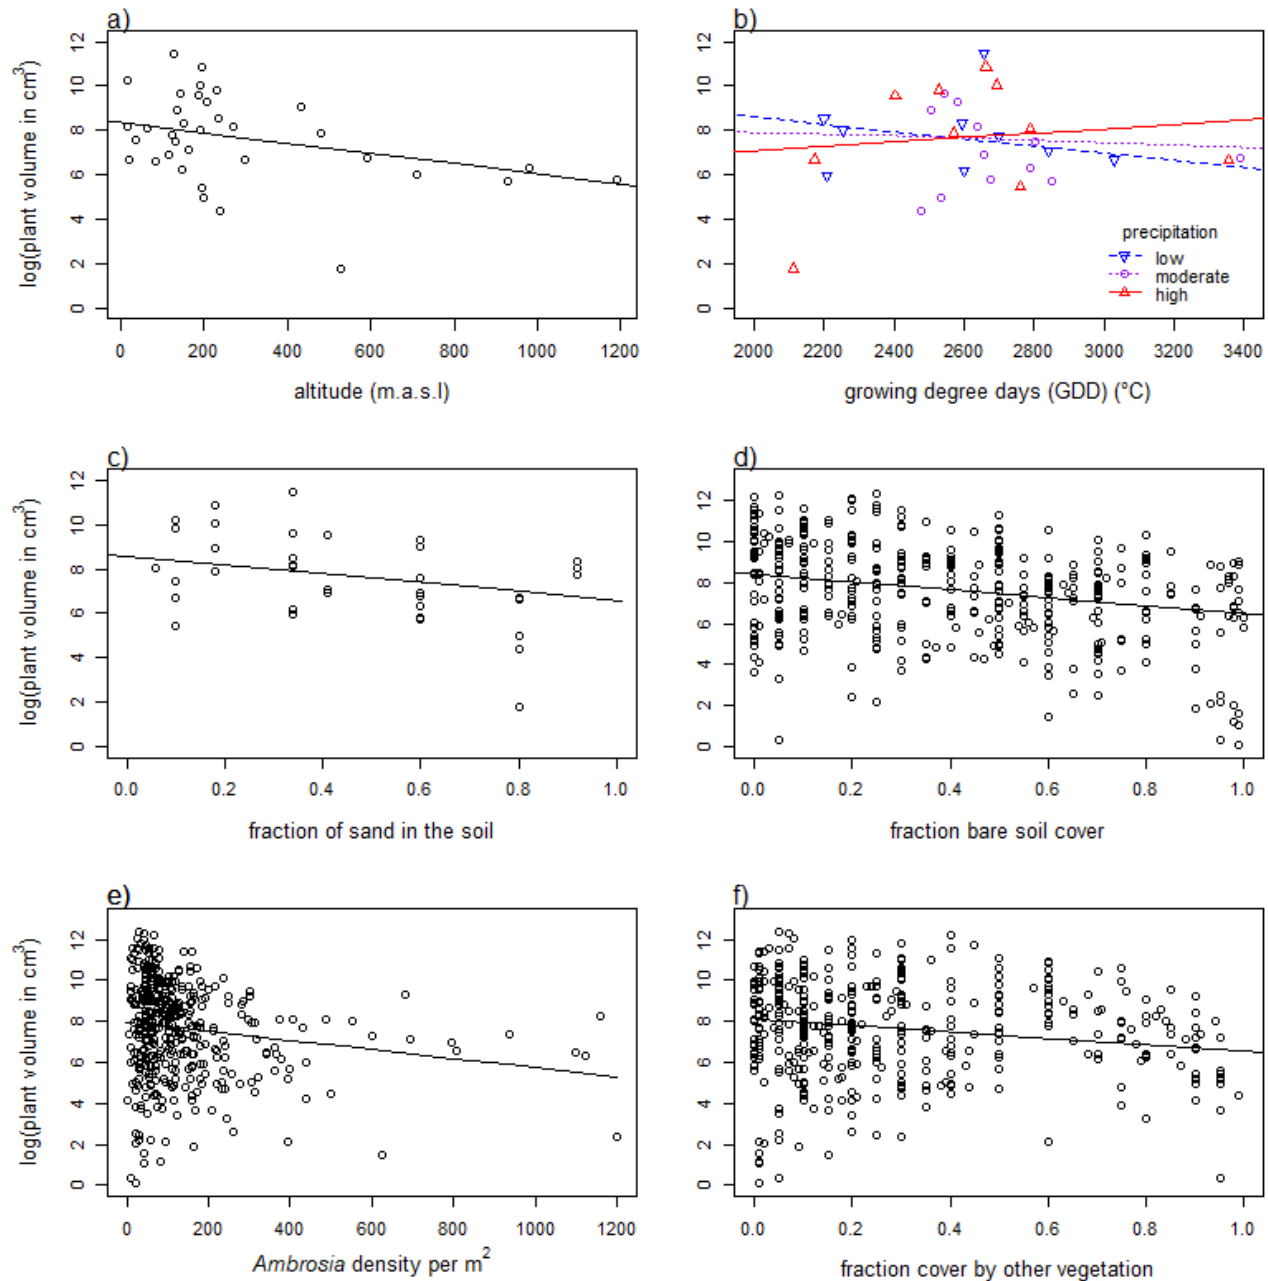 a)
log(plant volume in cm³)
12
10
8
6
4
2
0
0 200 400 600 800 1000 1200
altitude (m.a.s.l)
b)
12
10
8
6
4
2
0
precipitation
low
moderate
high
2000 2200 2400 2600 2800 3000 3200 3400
growing degree days (GDD) (°C)
c)
log(plant volume in cm³)
12
10
8
6
4
2
0
0.0 0.2 0.4 0.6 0.8 1.0
fraction of sand in the soil
d)
12
10
8
6
4
2
0
0.0 0.2 0.4 0.6 0.8 1.0
fraction bare soil cover
e)
log(plant volume in cm³)
12
10
8
6
4
2
0
0 200 400 600 800 1000 1200
Ambrosia density per m²
f)
12
10
8
6
4
2
0
0.0 0.2 0.4 0.6 0.8 1.0
fraction cover by other vegetation